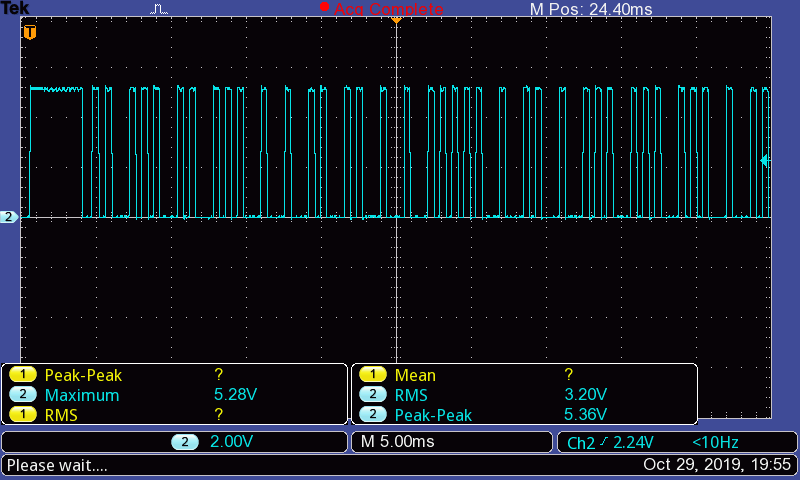 Tek Acq Complete M Pos: 24.40ms
T
2
1 Peak-Peak ? 1 Mean ?
2 Maximum 5.28V 2 RMS 3.20V
1 RMS ? 2 Peak-Peak 5.36V
2 2.00V M 5.00ms Ch2 2.24V <10Hz
Please wait.... Oct 29, 2019, 19:55